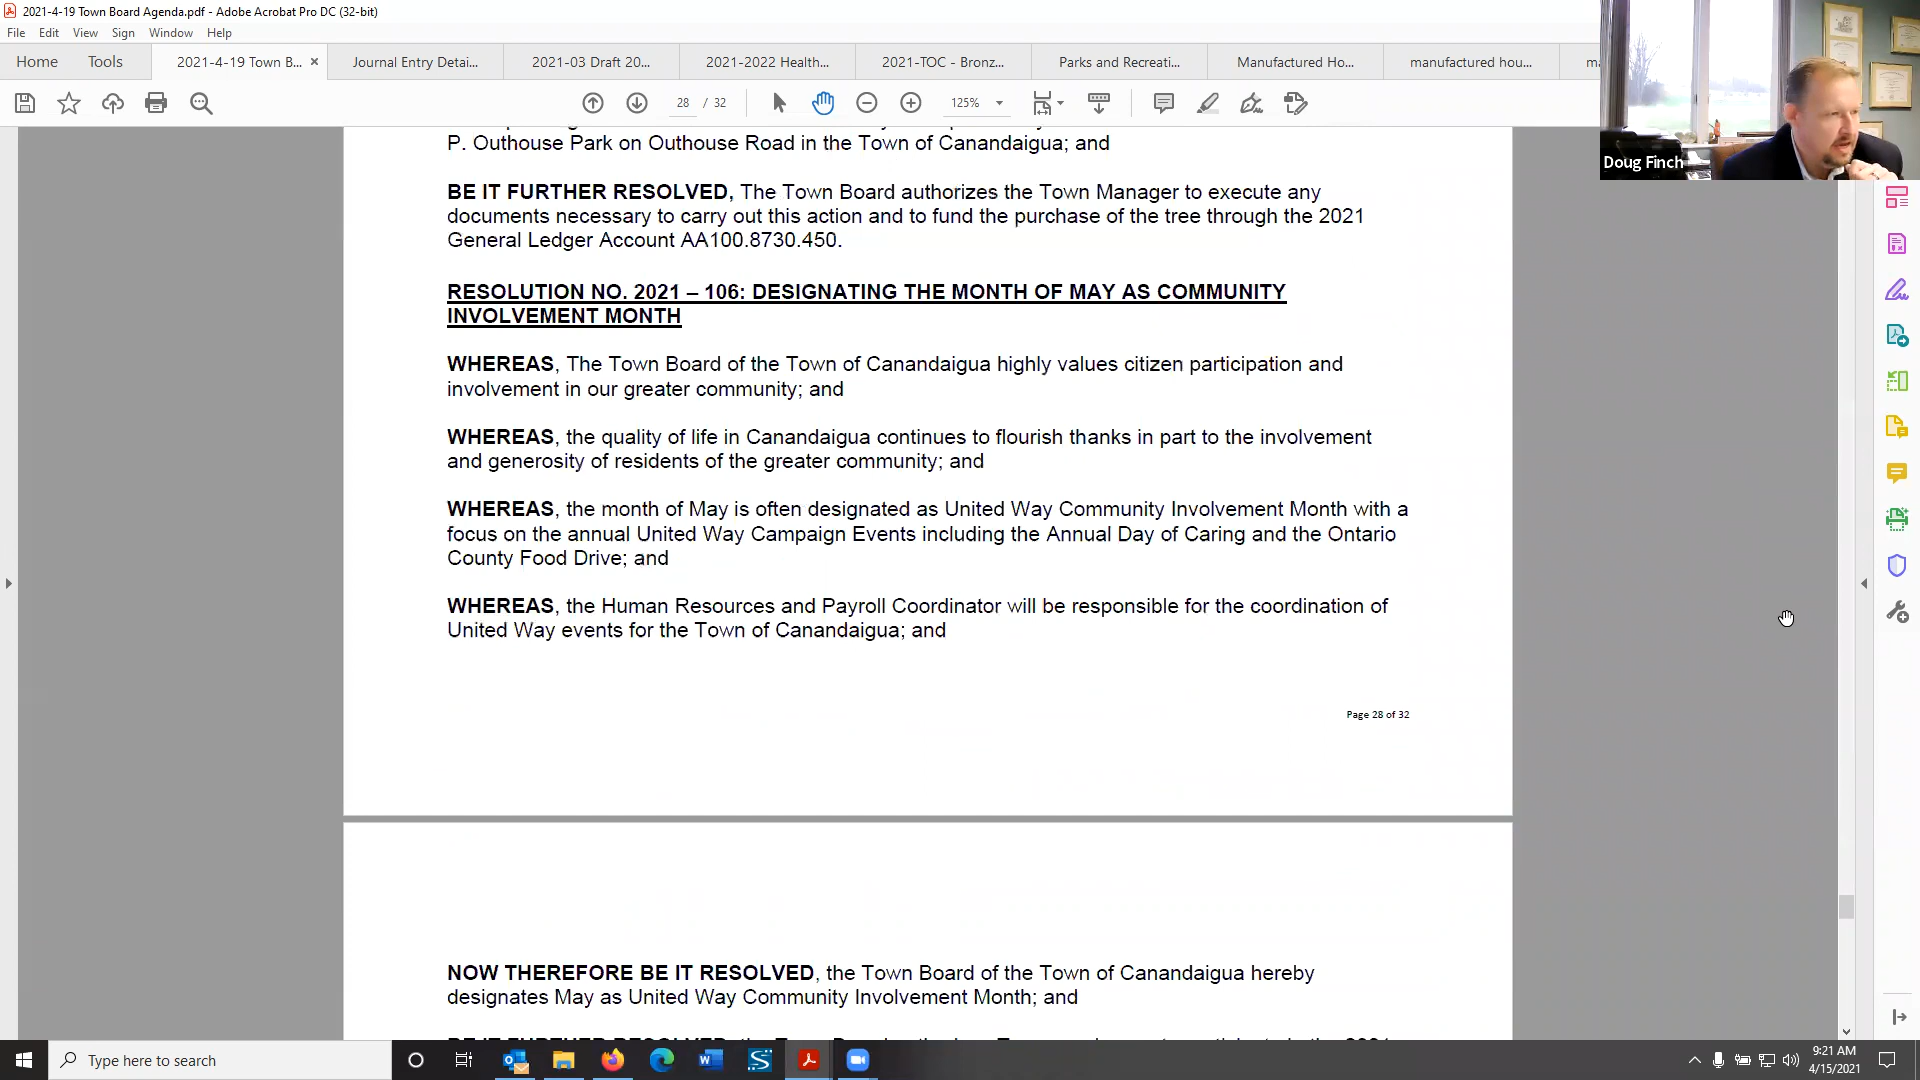 2021-4-19 Town Board Agenda.pdf - Adobe Acrobat Pro DC (32-bit)
File Edit View Sign Window Help
Home Tools 2021-4-19 Town B... × Journal Entry Detai... 2021-03 Draft 20... 2021-2022 Health... 2021-TOC - Bronz... Parks and Recreati... Manufactured Ho... manufactured hou...
28 / 32 125%
Doug Finch
P. Outhouse Park on Outhouse Road in the Town of Canandaigua; and
BE IT FURTHER RESOLVED, The Town Board authorizes the Town Manager to execute any
documents necessary to carry out this action and to fund the purchase of the tree through the 2021
General Ledger Account AA100.8730.450.
RESOLUTION NO. 2021 – 106: DESIGNATING THE MONTH OF MAY AS COMMUNITY
INVOLVEMENT MONTH
WHEREAS, The Town Board of the Town of Canandaigua highly values citizen participation and
involvement in our greater community; and
WHEREAS, the quality of life in Canandaigua continues to flourish thanks in part to the involvement
and generosity of residents of the greater community; and
WHEREAS, the month of May is often designated as United Way Community Involvement Month with a
focus on the annual United Way Campaign Events including the Annual Day of Caring and the Ontario
County Food Drive; and
WHEREAS, the Human Resources and Payroll Coordinator will be responsible for the coordination of
United Way events for the Town of Canandaigua; and
Page 28 of 32
NOW THEREFORE BE IT RESOLVED, the Town Board of the Town of Canandaigua hereby
designates May as United Way Community Involvement Month; and
Type here to search
9:21 AM
4/15/2021